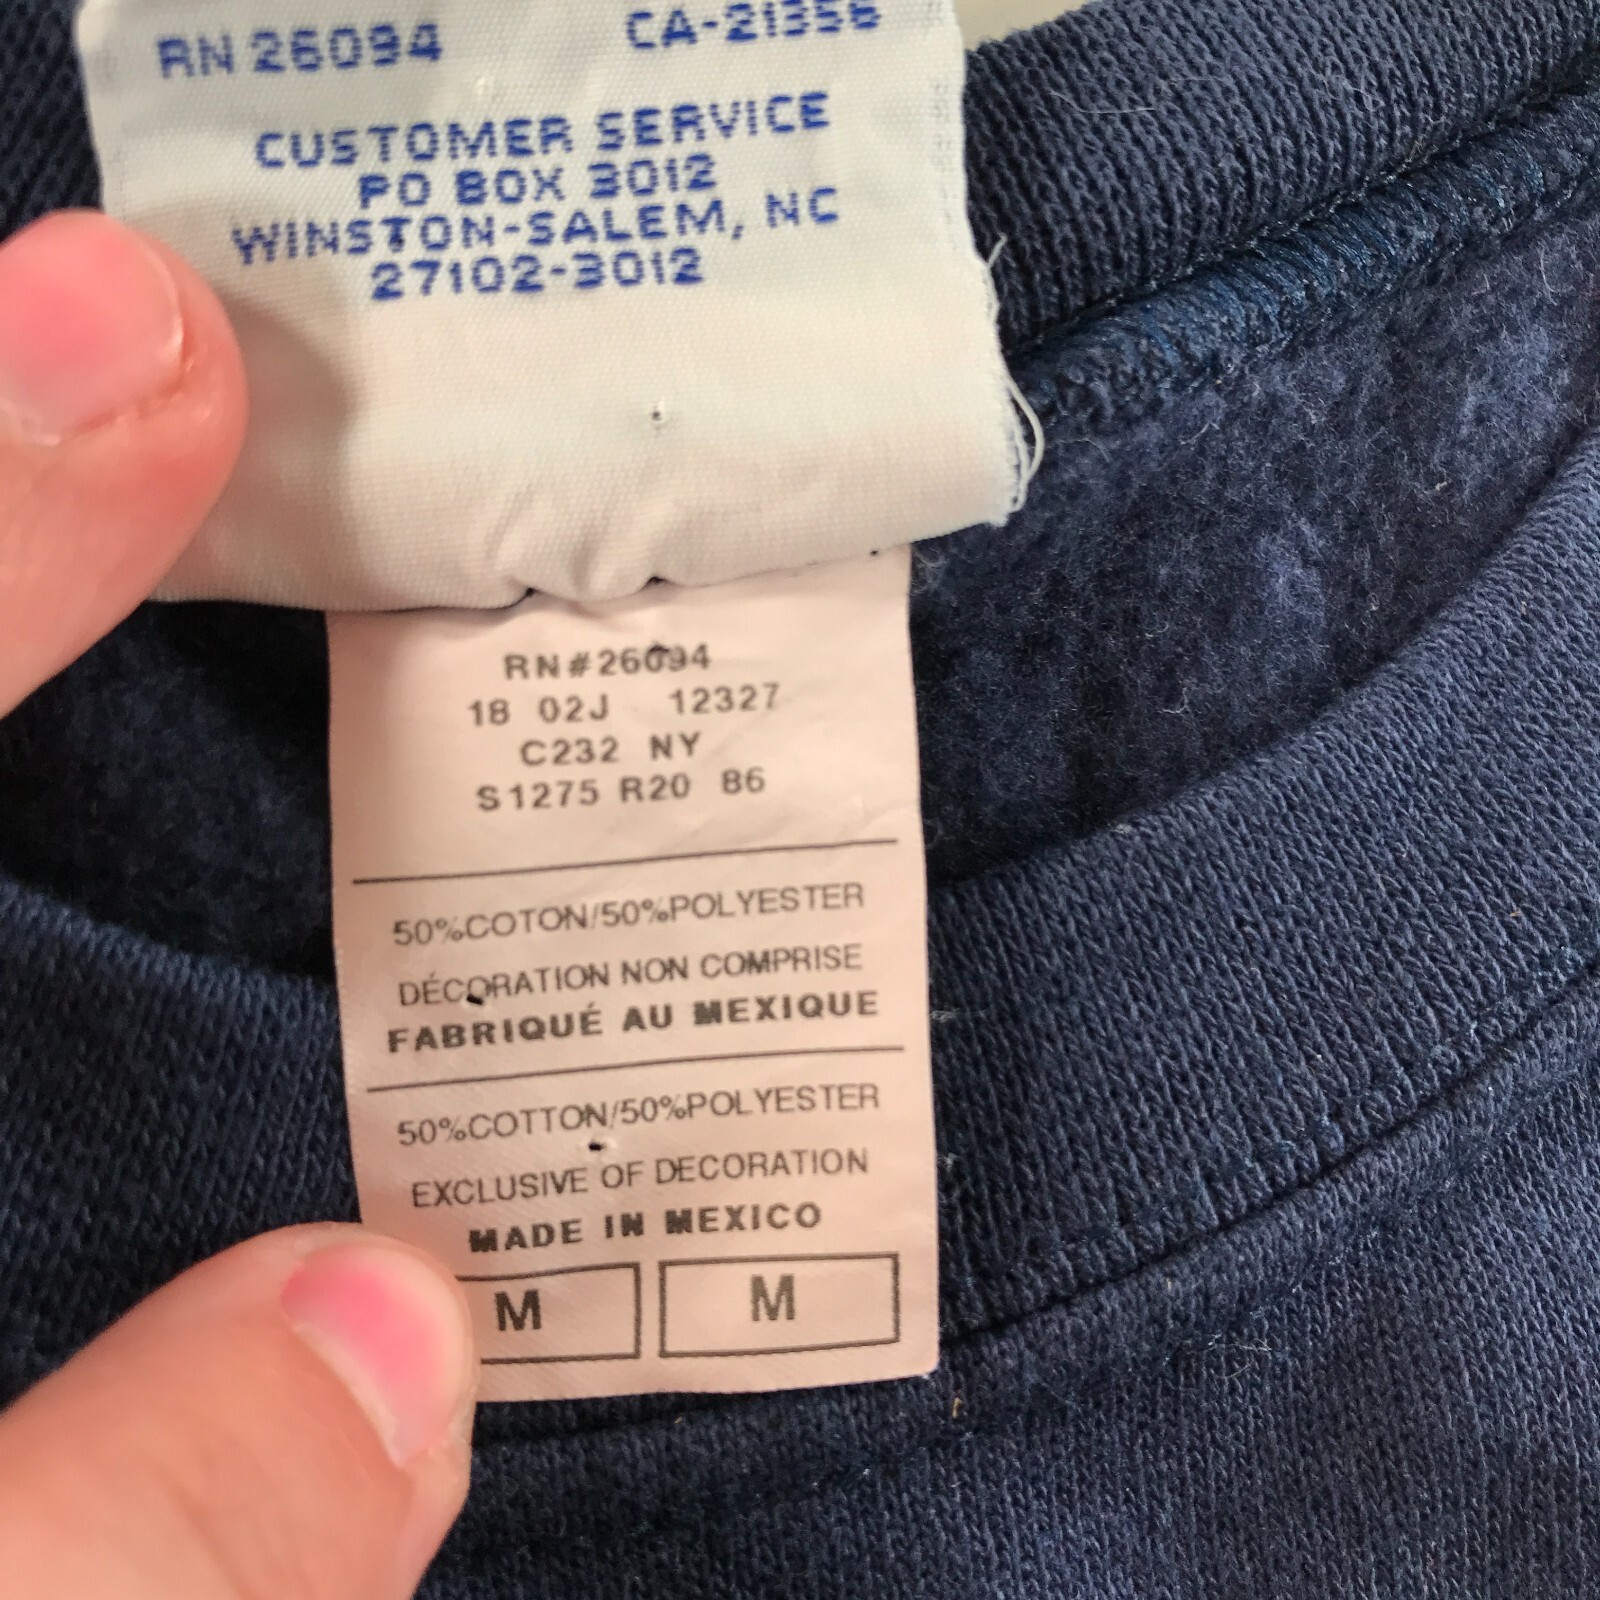 RN 26094 CA-21356
CUSTOMER SERVICE
PO BOX 3012
WINSTON-SALEM, NC
27102-3012
RN#26094
18 02J 12327
C232 NY
S1275 R20 86
50%COTON/50%POLYESTER
DÉCORATION NON COMPRISE
FABRIQUÉ AU MEXIQUE
50%COTTON/50%POLYESTER
EXCLUSIVE OF DECORATION
MADE IN MEXICO
M M